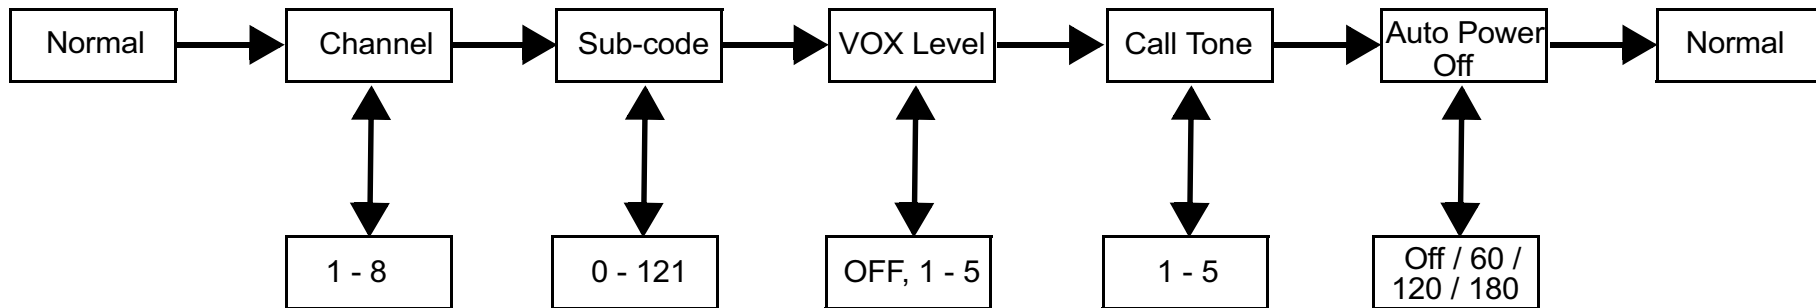 Normal
Channel
Sub-code
VOX Level
Call Tone
Auto Power
Off
Normal
1 - 8
0 - 121
OFF, 1 - 5
1 - 5
Off / 60 /
120 / 180